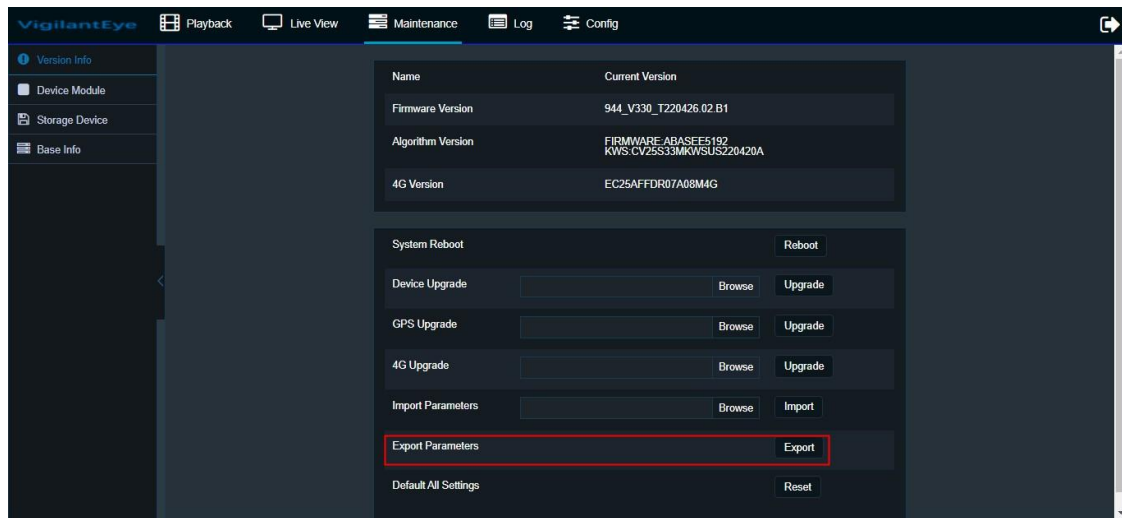 VigilantEye Playback Live View Maintenance Log Config
Version Info
Device Module
Storage Device
Base Info
Name Current Version
Firmware Version 944_V330_T220426.02.B1
Algorithm Version FIRMWARE:ABASEE5192
KWS:CV25S33MKWSUS220420A
4G Version EC25AFFDR07A08M4G
System Reboot Reboot
Device Upgrade Browse Upgrade
GPS Upgrade Browse Upgrade
4G Upgrade Browse Upgrade
Import Parameters Browse Import
Export Parameters Export
Default All Settings Reset